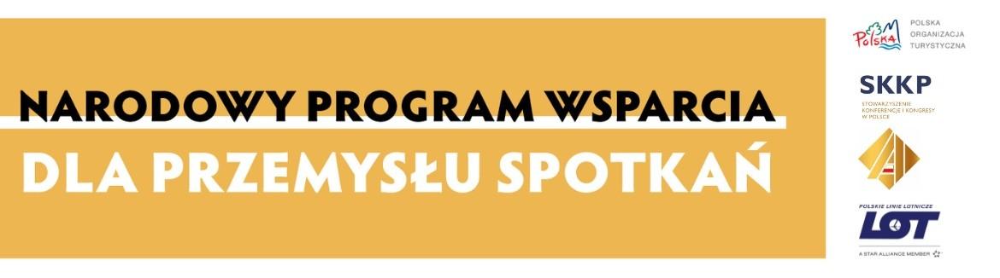 NARODOWY PROGRAM WSPARCIA
DLA PRZEMYSŁU SPOTKAŃ
POLSKA
POLSKA
ORGANIZACJA
TURYSTYCZNA
SKKP
STOWARZYSZENIE
KONFERENCJE I KONGRESY
W POLSCE
POLSKIE LINIE LOTNICZE
LOT
A STAR ALLIANCE MEMBER